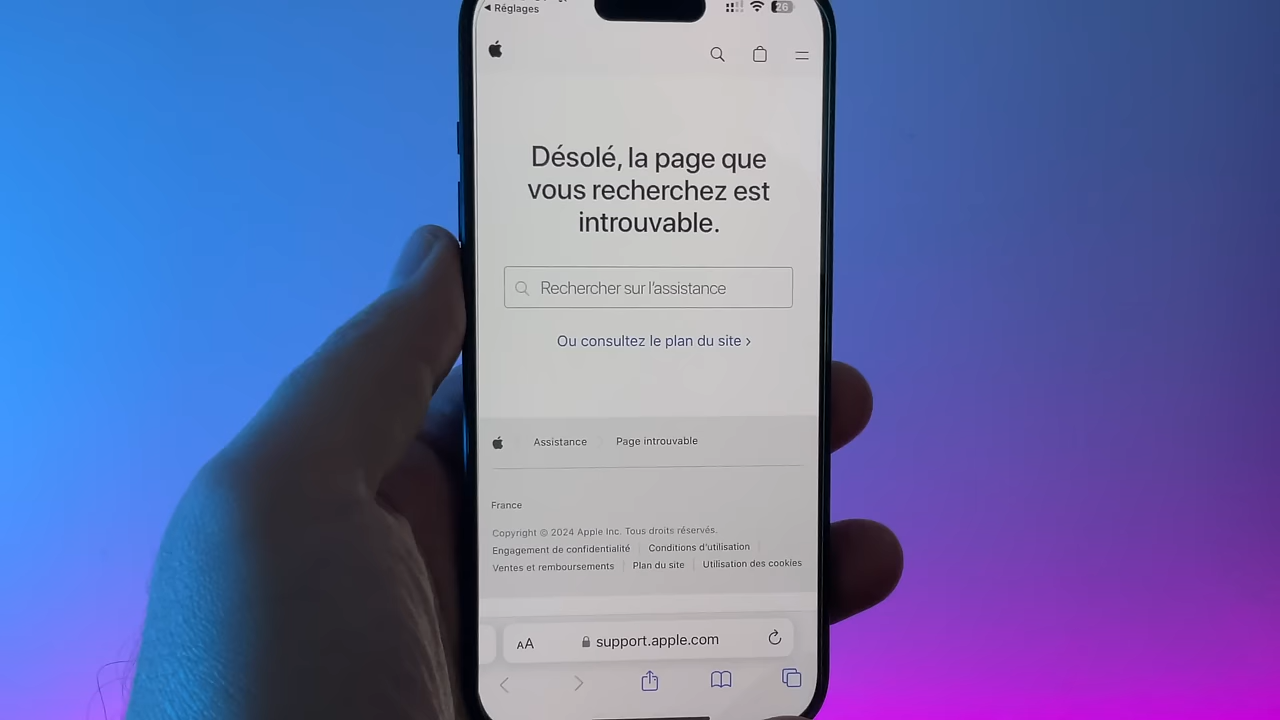 ◀ Réglages
26
Désolé, la page que
vous recherchez est
introuvable.
Rechercher sur l’assistance
Ou consultez le plan du site ›
Assistance Page introuvable
France
Copyright © 2024 Apple Inc. Tous droits réservés.
Engagement de confidentialité Conditions d’utilisation
Ventes et remboursements Plan du site Utilisation des cookies
AA support.apple.com